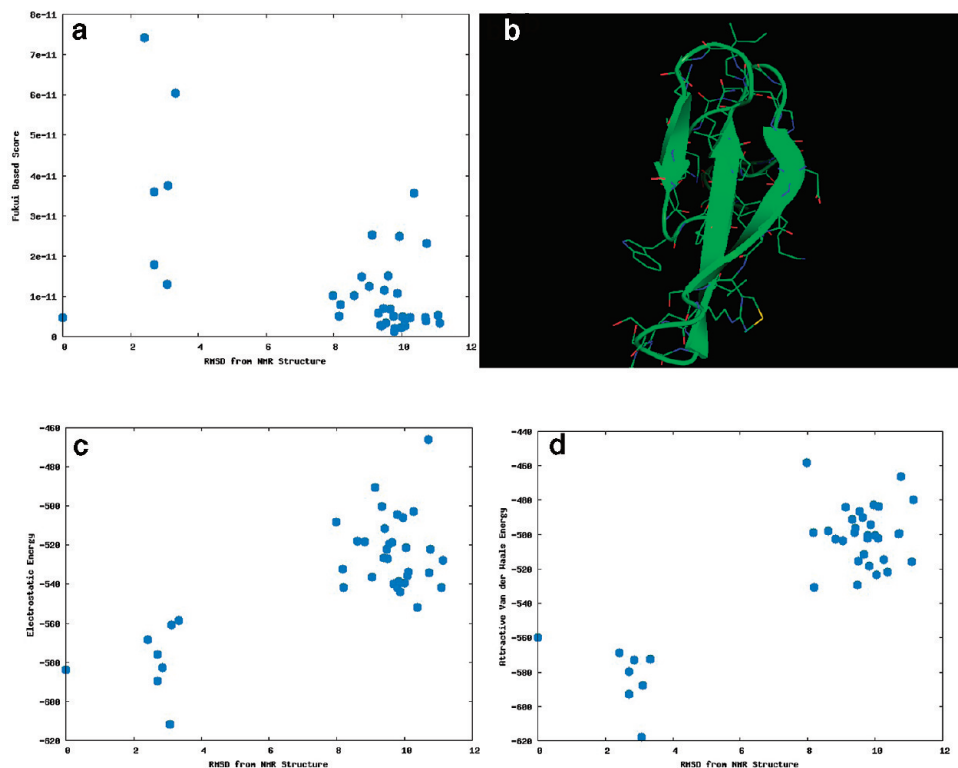 a
8e-11
7e-11
6e-11
5e-11
4e-11
3e-11
2e-11
1e-11
0
0 2 4 6 8 10 12
Fukui Based Score
RMSD from NMR Structure
b
c
-460
-480
-500
-520
-540
-560
-580
-600
-620
0 2 4 6 8 10 12
Electrostatic Energy
RMSD from NMR Structure
d
-440
-460
-480
-500
-520
-540
-560
-580
-600
-620
0 2 4 6 8 10 12
Attractive Van der Waals Energy
RMSD from NMR Structure